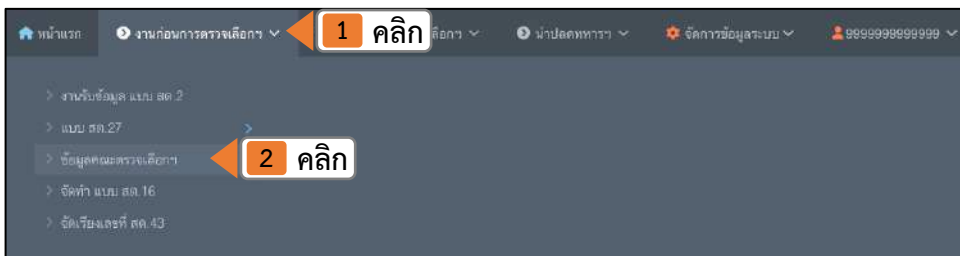 หน้าแรก งานก่อนการตรวจเลือกฯ 1 คลิก เลือกฯ นำปลดทหารฯ จัดการข้อมูลระบบ 9999999999999
งานรับข้อมูล แบบ สด.2
แบบ สด.27
ข้อมูลคณะตรวจเลือกฯ 2 คลิก
จัดทำ แบบ สด.16
จัดเรียงเลขที่ สด.43